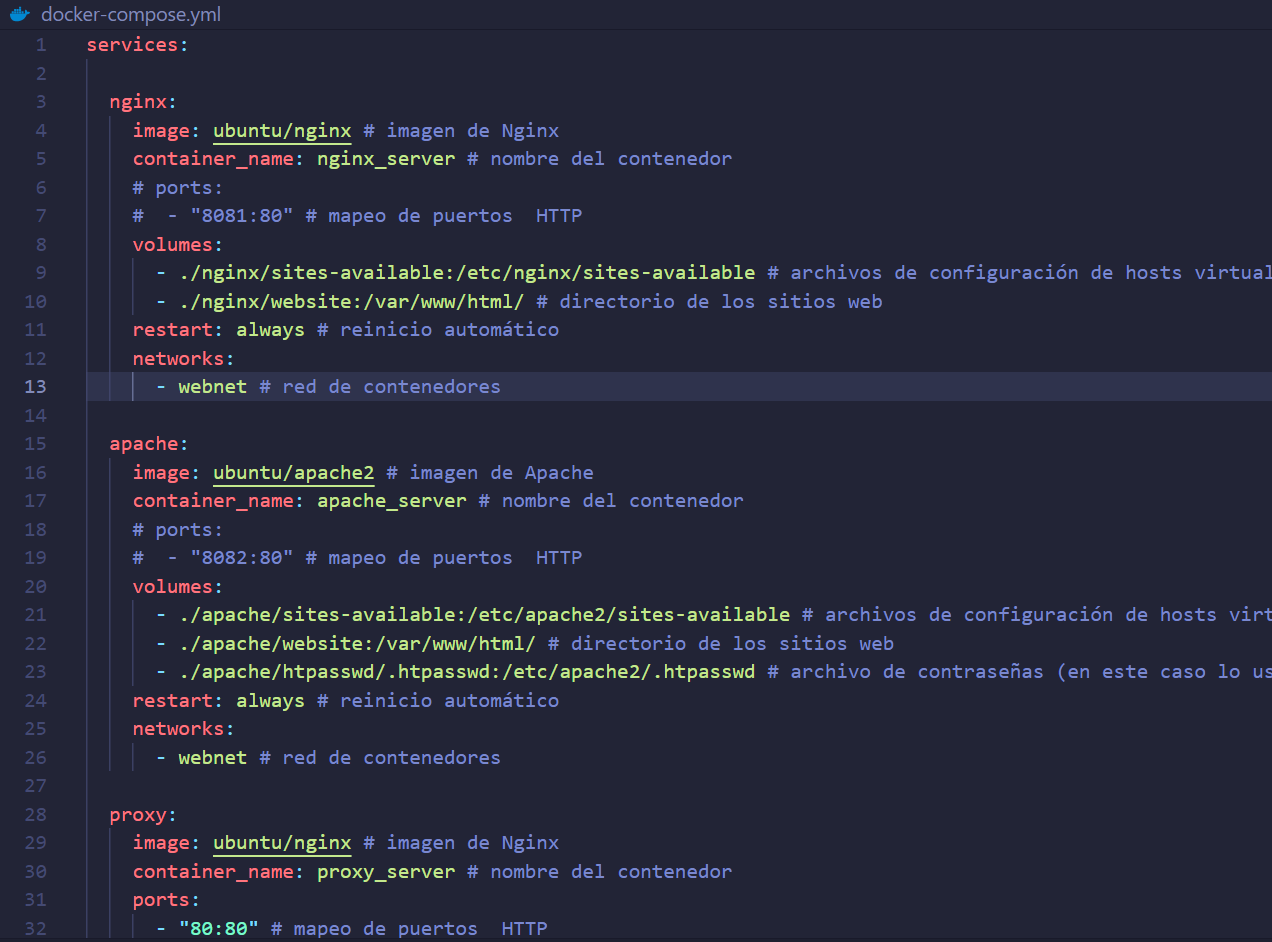 docker-compose.yml
1 services:
2
3   nginx:
4     image: ubuntu/nginx # imagen de Nginx
5     container_name: nginx_server # nombre del contenedor
6     # ports:
7     #  - "8081:80" # mapeo de puertos  HTTP
8     volumes:
9       - ./nginx/sites-available:/etc/nginx/sites-available # archivos de configuración de hosts virtual
10       - ./nginx/website:/var/www/html/ # directorio de los sitios web
11     restart: always # reinicio automático
12     networks:
13       - webnet # red de contenedores
14
15   apache:
16     image: ubuntu/apache2 # imagen de Apache
17     container_name: apache_server # nombre del contenedor
18     # ports:
19     #  - "8082:80" # mapeo de puertos  HTTP
20     volumes:
21       - ./apache/sites-available:/etc/apache2/sites-available # archivos de configuración de hosts virt
22       - ./apache/website:/var/www/html/ # directorio de los sitios web
23       - ./apache/htpasswd/.htpasswd:/etc/apache2/.htpasswd # archivo de contraseñas (en este caso lo us
24     restart: always # reinicio automático
25     networks:
26       - webnet # red de contenedores
27
28   proxy:
29     image: ubuntu/nginx # imagen de Nginx
30     container_name: proxy_server # nombre del contenedor
31     ports:
32       - "80:80" # mapeo de puertos  HTTP